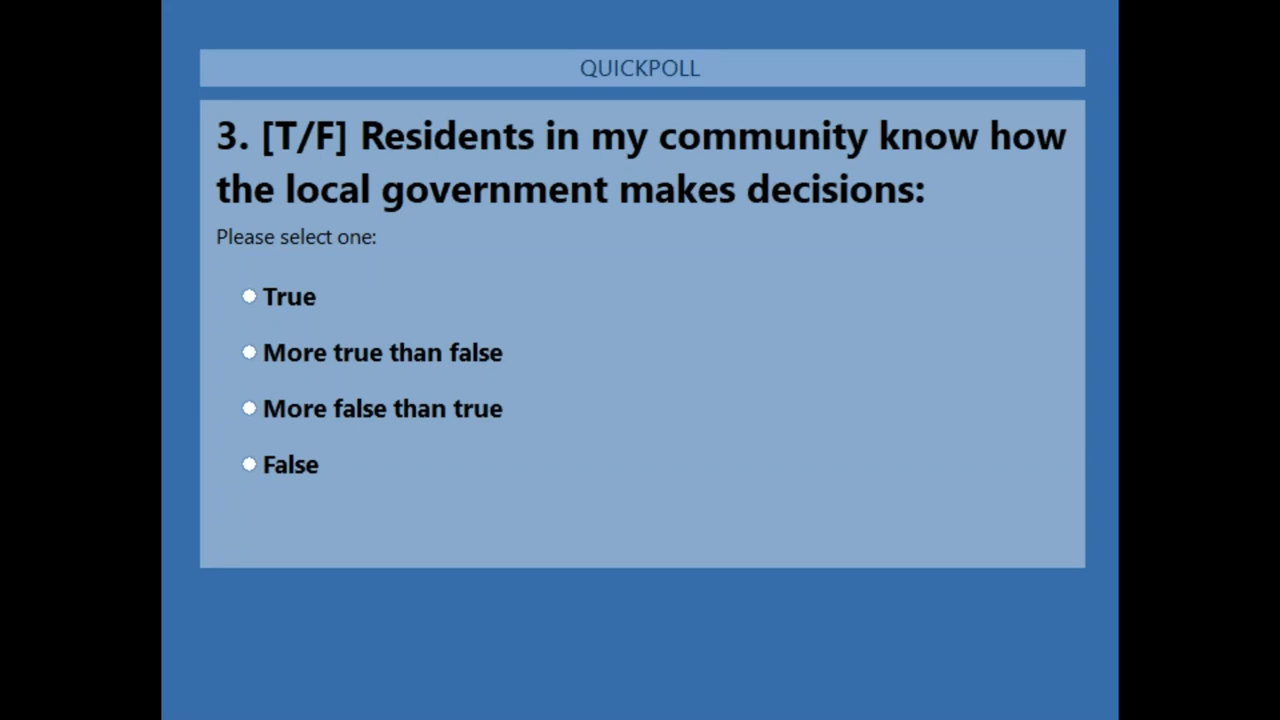 QUICKPOLL
3. [T/F] Residents in my community know how
the local government makes decisions:
Please select one:
True
More true than false
More false than true
False